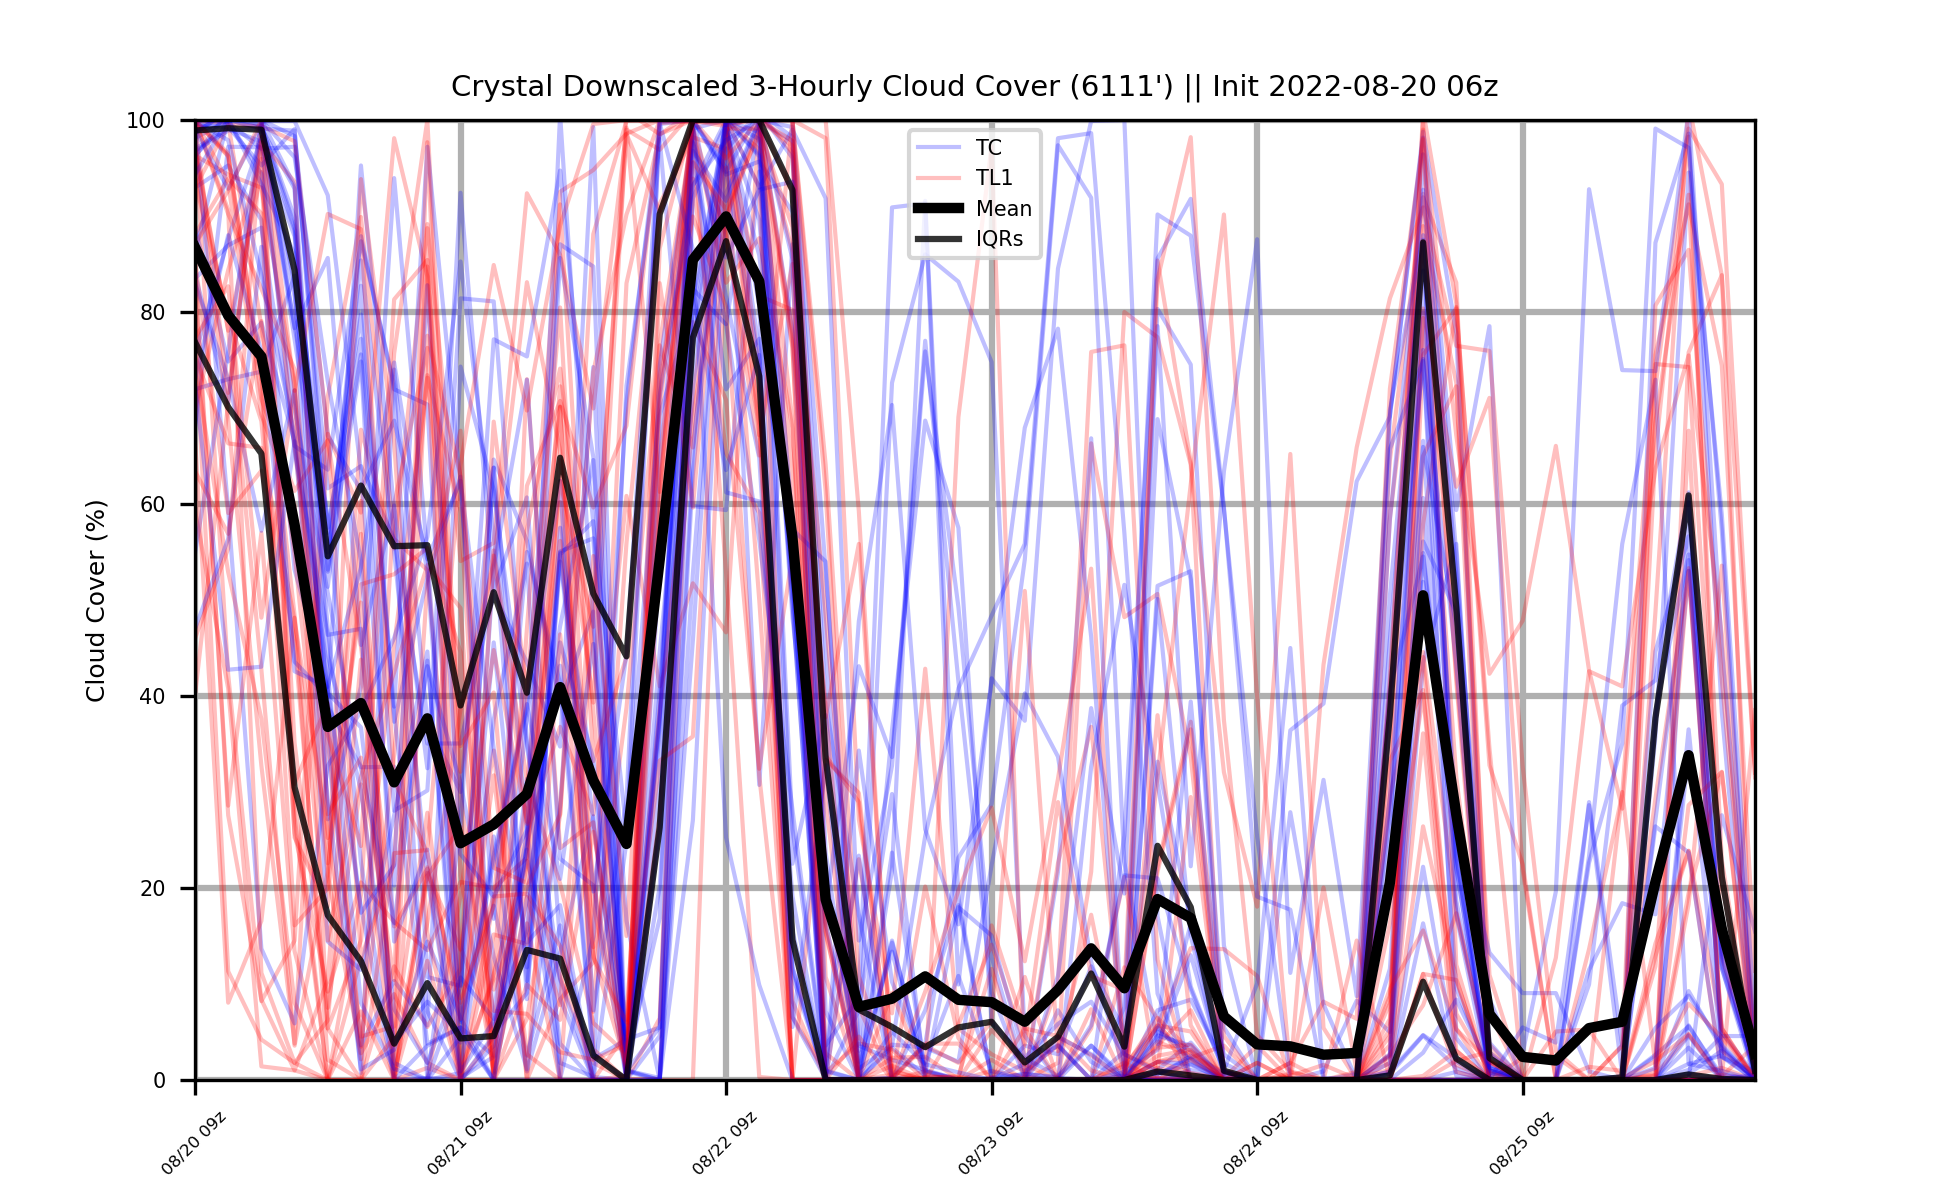 Crystal Downscaled 3-Hourly Cloud Cover (6111') || Init 2022-08-20 06z
Cloud Cover (%)
100
80
60
40
20
0
TC
TL1
Mean
IQRs
08/20 09z
08/21 09z
08/22 09z
08/23 09z
08/24 09z
08/25 09z